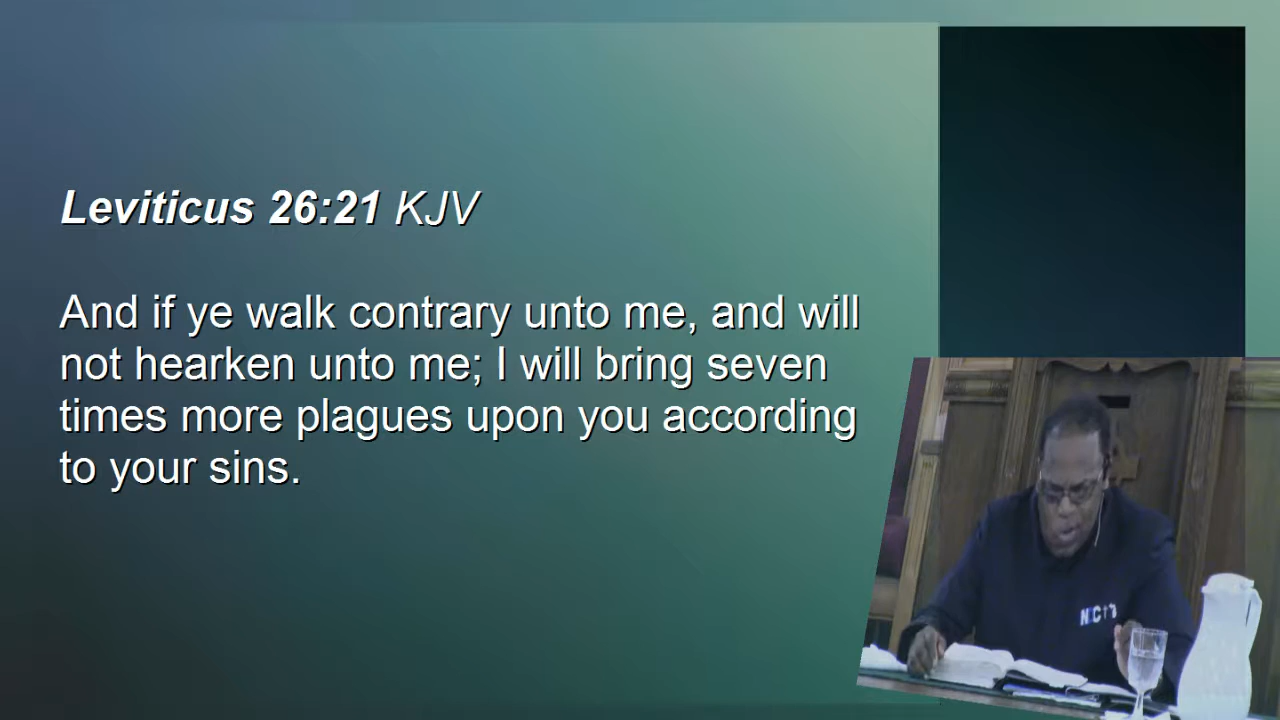 Leviticus 26:21 KJV
And if ye walk contrary unto me, and will
not hearken unto me; I will bring seven
times more plagues upon you according
to your sins.